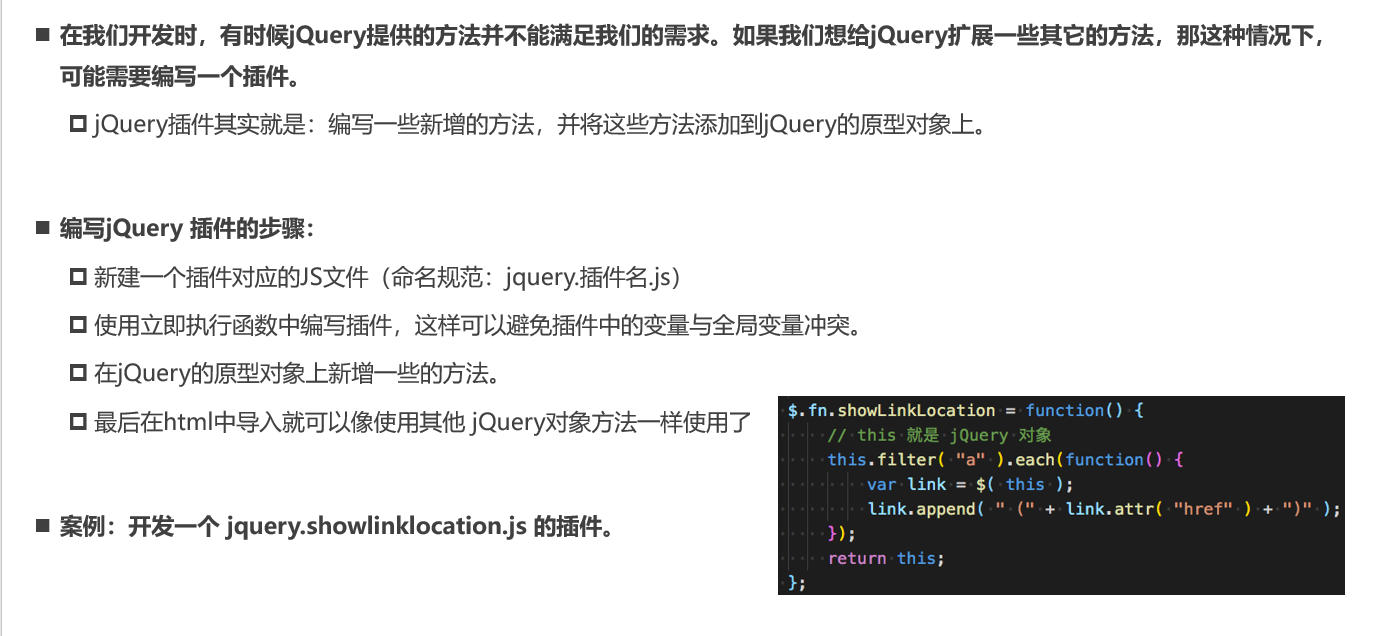 在我们开发时，有时候jQuery提供的方法并不能满足我们的需求。如果我们想给jQuery扩展一些其它的方法，那这种情况下，
可能需要编写一个插件。
jQuery插件其实就是：编写一些新增的方法，并将这些方法添加到jQuery的原型对象上。
编写jQuery 插件的步骤：
新建一个插件对应的JS文件（命名规范：jquery.插件名.js）
使用立即执行函数中编写插件，这样可以避免插件中的变量与全局变量冲突。
在jQuery的原型对象上新增一些的方法。
最后在html中导入就可以像使用其他 jQuery对象方法一样使用了
案例：开发一个 jquery.showlinklocation.js 的插件。
$.fn.showLinkLocation = function() {
// this 就是 jQuery 对象
this.filter( "a" ).each(function() {
var link = $( this );
link.append( " (" + link.attr( "href" ) + ")" );
});
return this;
};